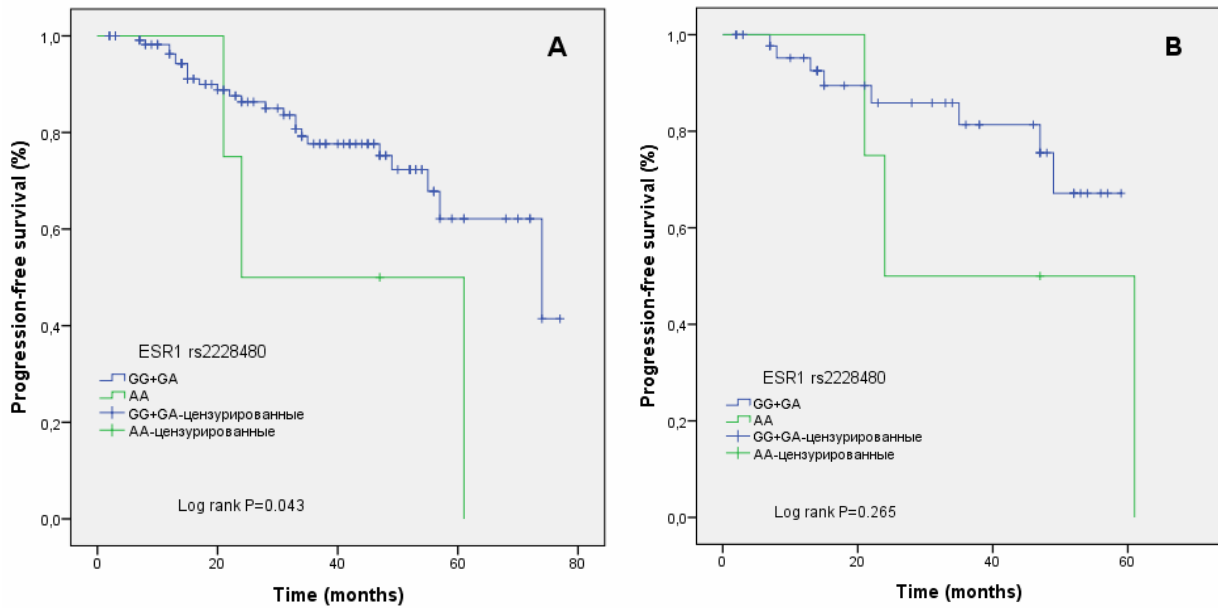 A
Progression-free survival (%)
1,0
0,8
0,6
0,4
0,2
0,0
ESR1 rs2228480
GG+GA
AA
GG+GA-цензурированные
AA-цензурированные
Log rank P=0.043
0 20 40 60 80
Time (months)
B
Progression-free survival (%)
1,0
0,8
0,6
0,4
0,2
0,0
ESR1 rs2228480
GG+GA
AA
GG+GA-цензурированные
AA-цензурированные
Log rank P=0.265
0 20 40 60
Time (months)